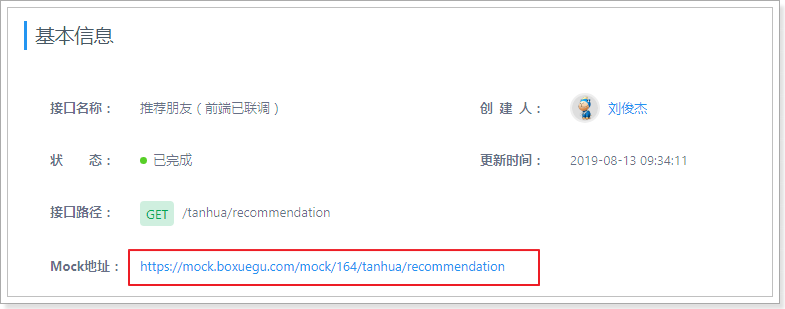 基本信息
接口名称： 推荐朋友（前端已联调） 创 建 人： 刘俊杰
状 态： 已完成 更新时间： 2019-08-13 09:34:11
接口路径： GET /tanhua/recommendation
Mock地址： https://mock.boxuegu.com/mock/164/tanhua/recommendation